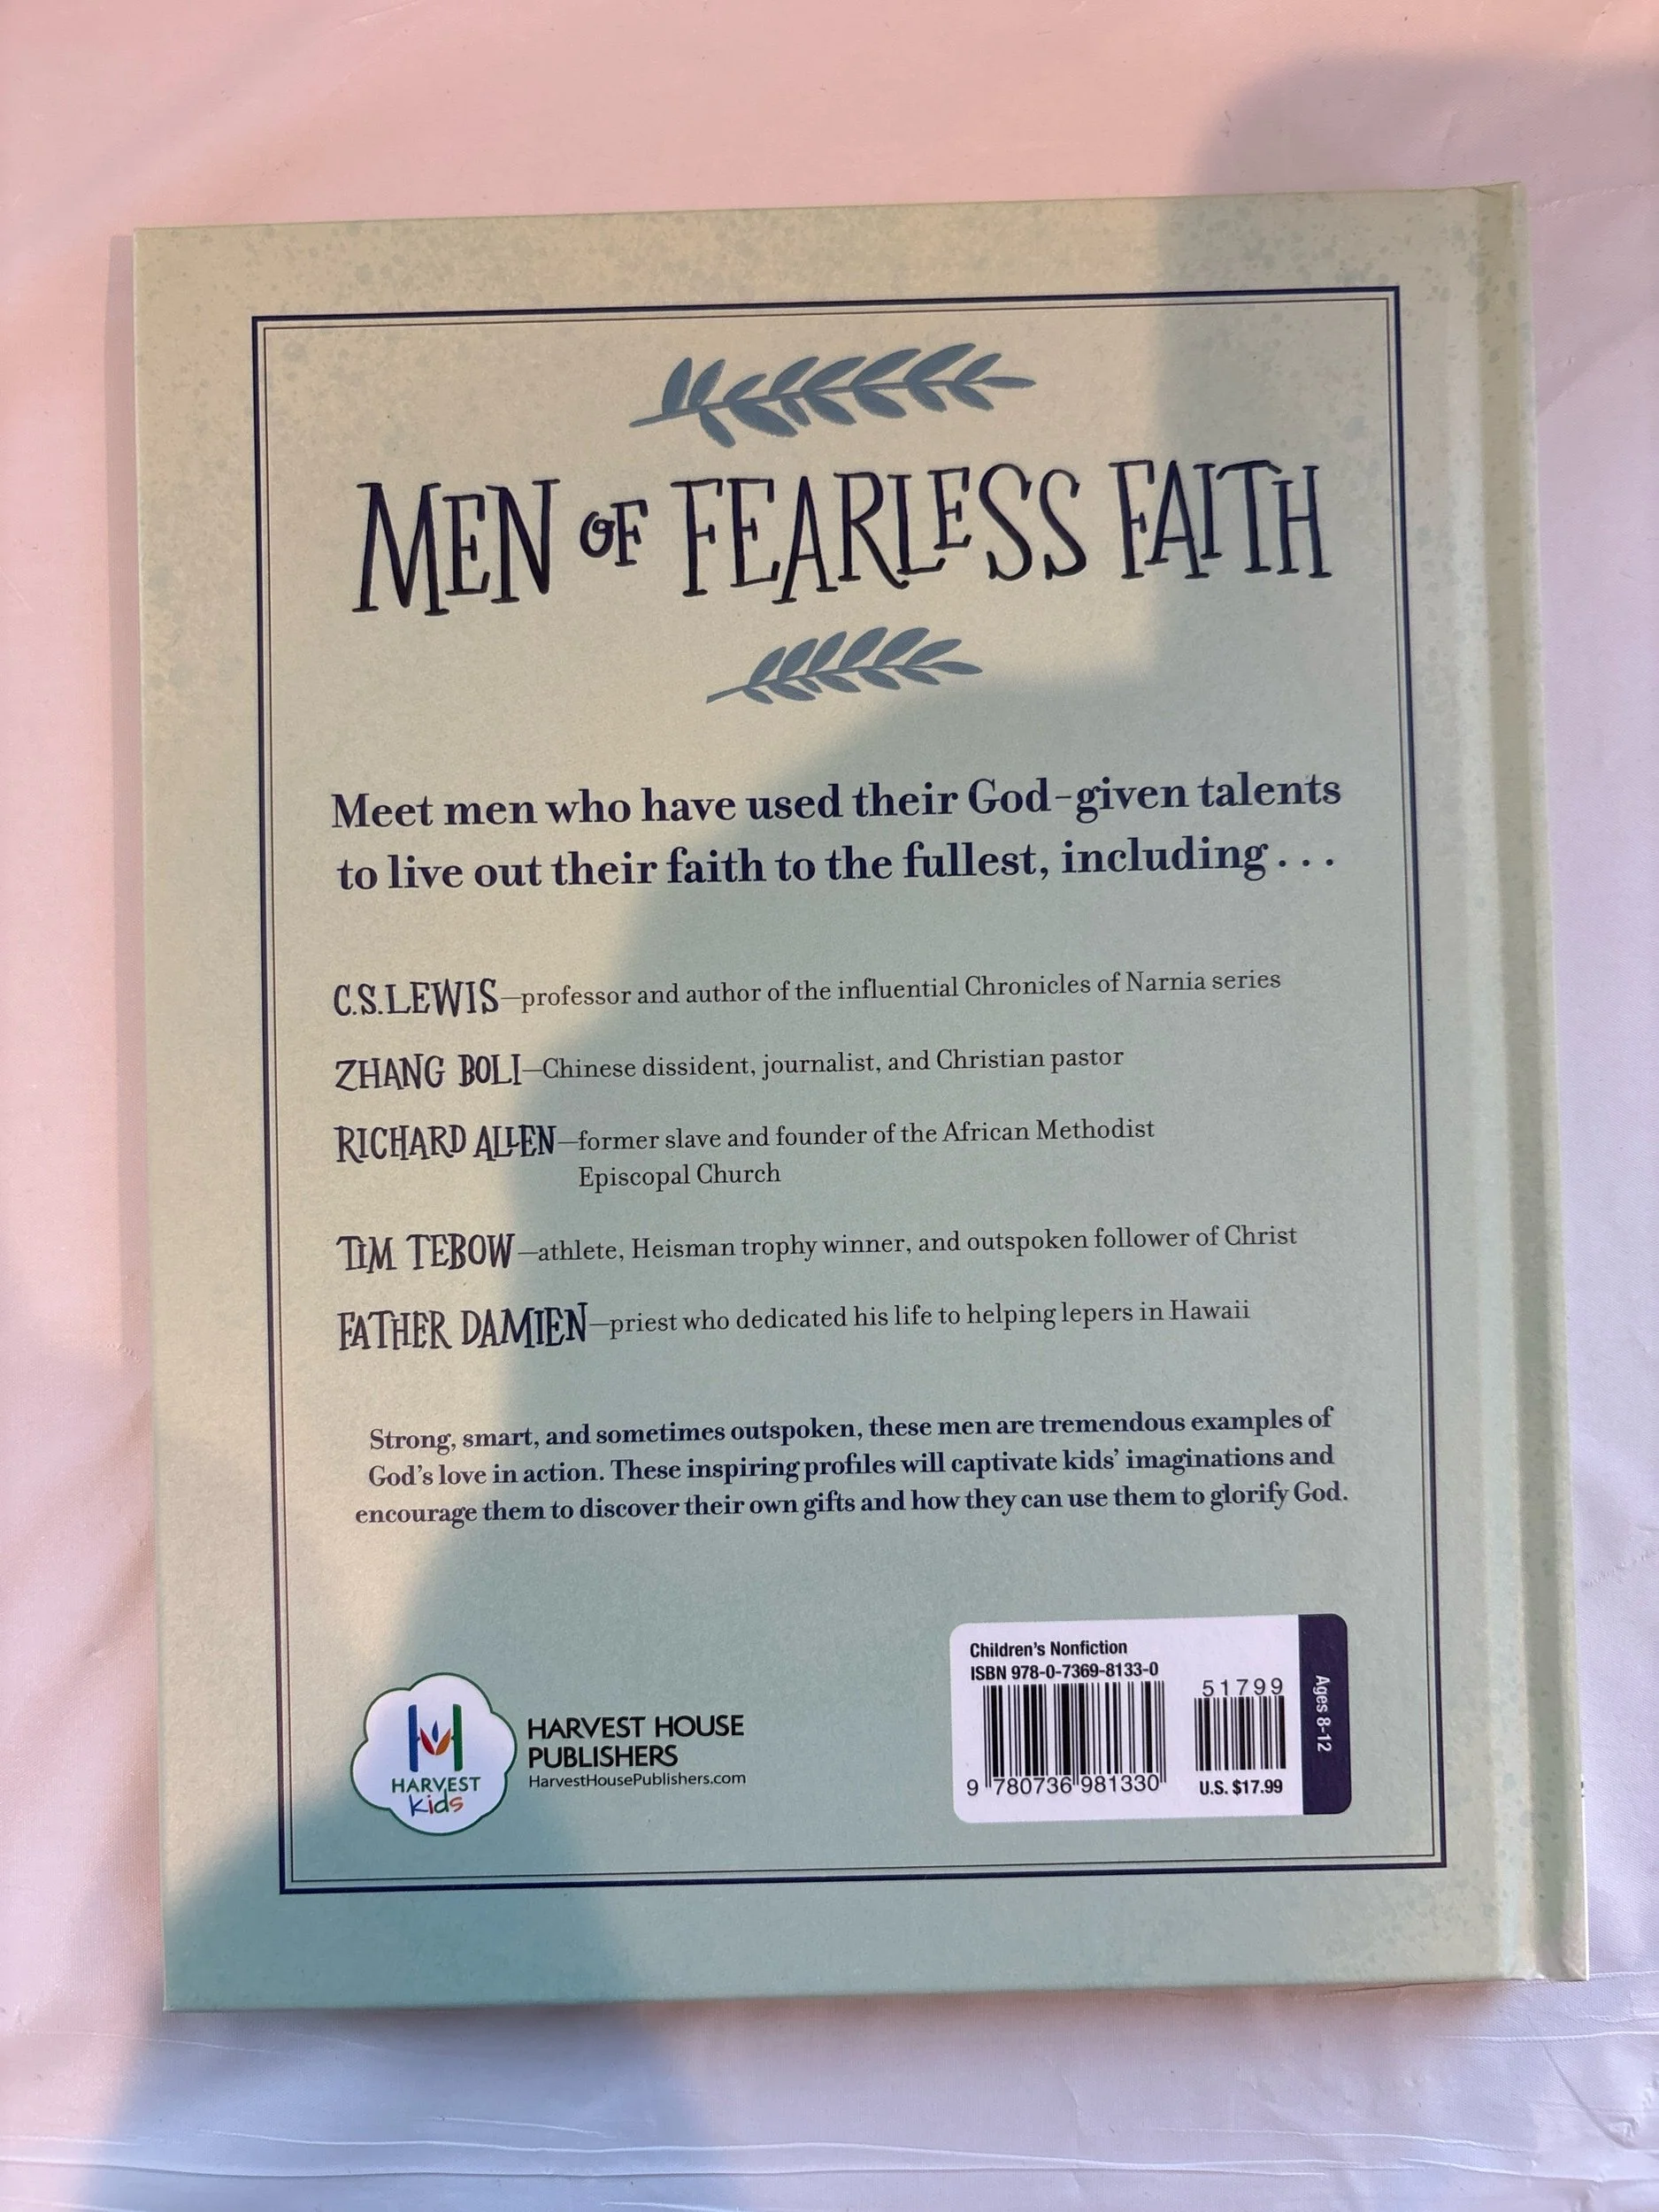 MEN OF FEARLESS FAITH
Meet men who have used their God-given talents
to live out their faith to the fullest, including . . .
C.S.LEWIS—professor and author of the influential Chronicles of Narnia series
ZHANG BOLI—Chinese dissident, journalist, and Christian pastor
RICHARD ALLEN—former slave and founder of the African Methodist
Episcopal Church
TIM TEBOW—athlete, Heisman trophy winner, and outspoken follower of Christ
FATHER DAMIEN—priest who dedicated his life to helping lepers in Hawaii
Strong, smart, and sometimes outspoken, these men are tremendous examples of
God's love in action. These inspiring profiles will captivate kids' imaginations and
encourage them to discover their own gifts and how they can use them to glorify God.
HARVEST
kids
HARVEST HOUSE
PUBLISHERS
HarvestHousePublishers.com
Children's Nonfiction
ISBN 978-0-7369-8133-0
51799
9 780736 981330
U.S. $17.99
Ages 8-12